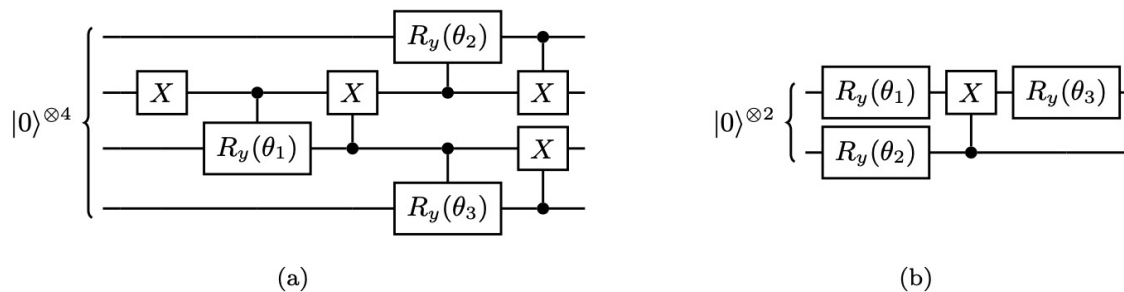 R_y(θ_2)
X X X
|0⟩^{⊗4} R_y(θ_1) X
R_y(θ_3)
(a)
R_y(θ_1) X R_y(θ_3)
|0⟩^{⊗2} R_y(θ_2)
(b)